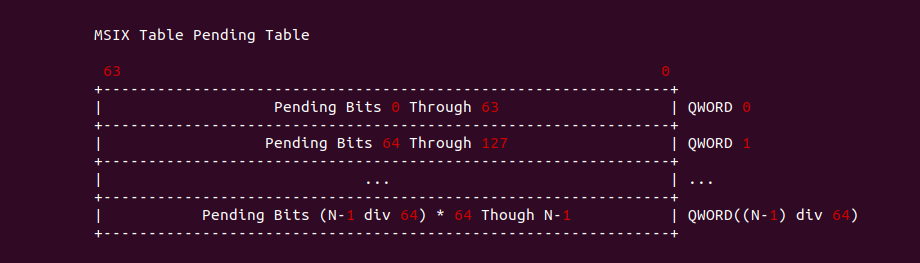 MSIX Table Pending Table
63 0
+---------------------------------------------------------------+
| Pending Bits 0 Through 63 | QWORD 0
+---------------------------------------------------------------+
| Pending Bits 64 Through 127 | QWORD 1
+---------------------------------------------------------------+
| ... | ...
+---------------------------------------------------------------+
| Pending Bits (N-1 div 64) * 64 Though N-1 | QWORD((N-1) div 64)
+---------------------------------------------------------------+